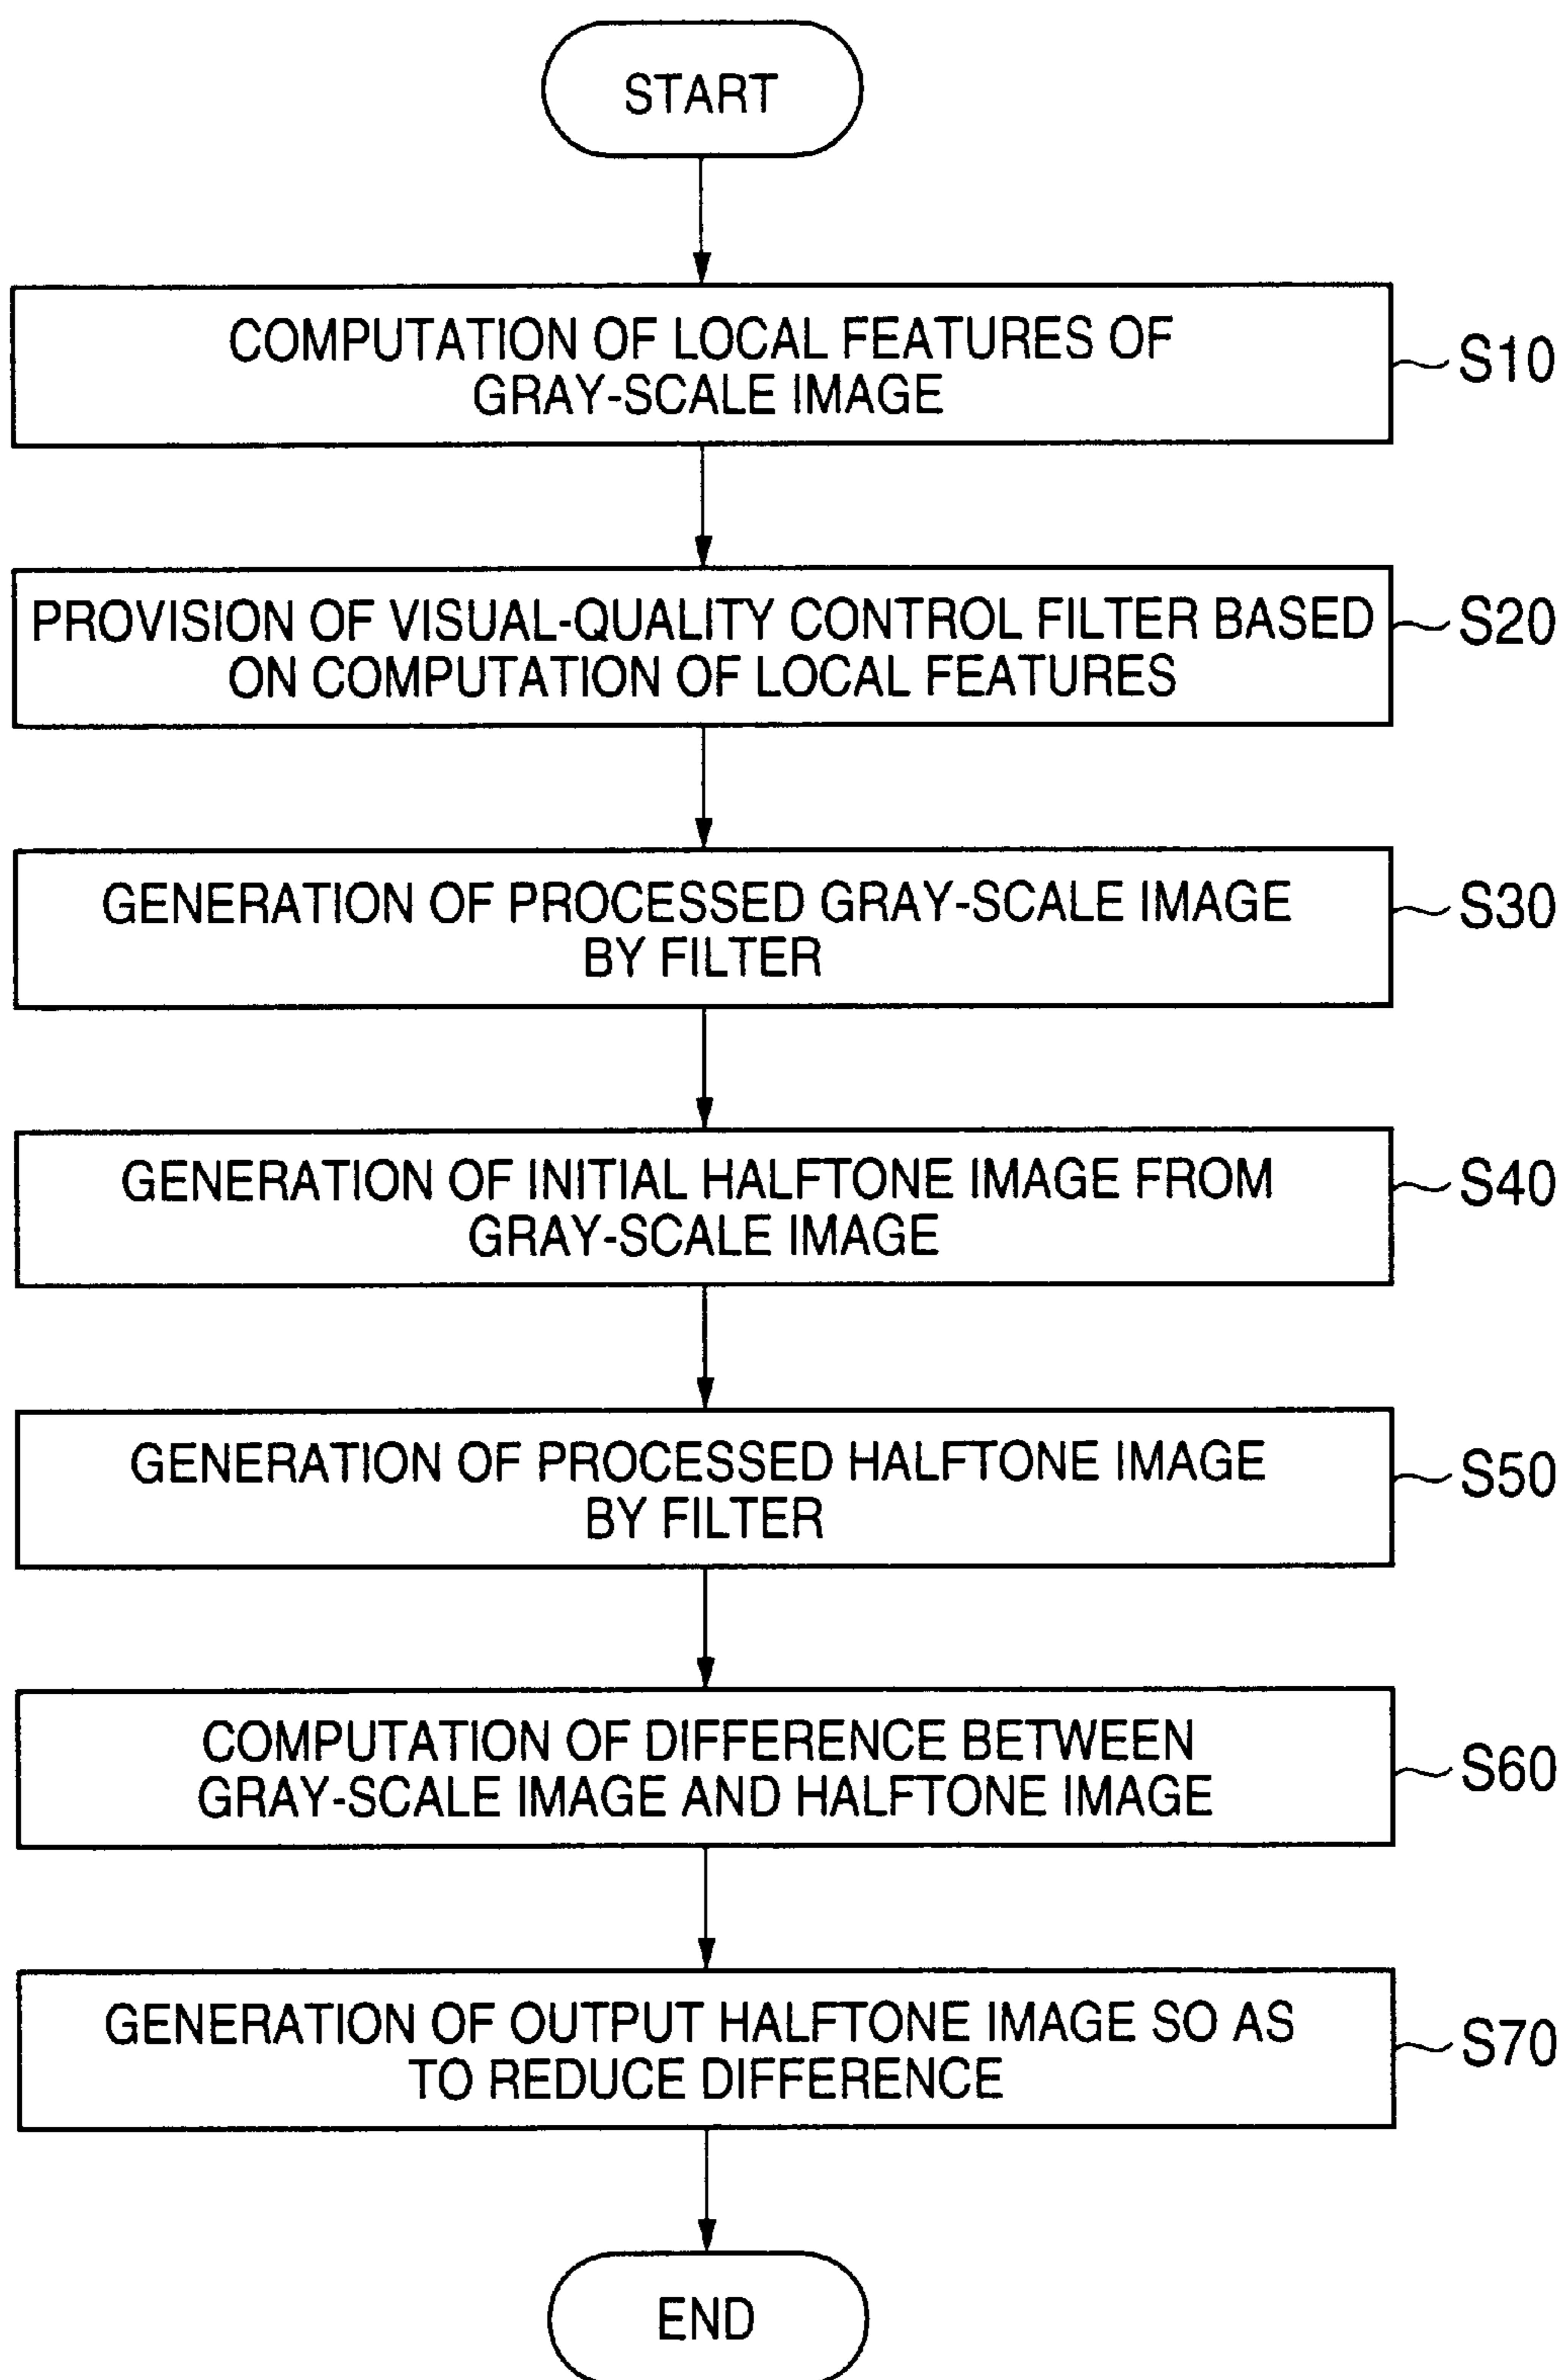 START
COMPUTATION OF LOCAL FEATURES OF
GRAY-SCALE IMAGE
S10
PROVISION OF VISUAL-QUALITY CONTROL FILTER BASED
ON COMPUTATION OF LOCAL FEATURES
S20
GENERATION OF PROCESSED GRAY-SCALE IMAGE
BY FILTER
S30
GENERATION OF INITIAL HALFTONE IMAGE FROM
GRAY-SCALE IMAGE
S40
GENERATION OF PROCESSED HALFTONE IMAGE
BY FILTER
S50
COMPUTATION OF DIFFERENCE BETWEEN
GRAY-SCALE IMAGE AND HALFTONE IMAGE
S60
GENERATION OF OUTPUT HALFTONE IMAGE SO AS
TO REDUCE DIFFERENCE
S70
END